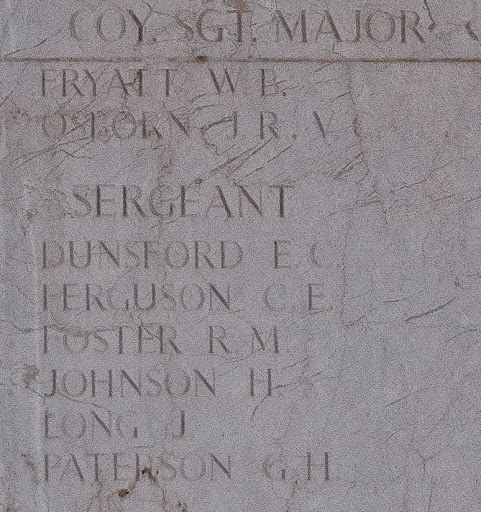 COY. SGT. MAJOR
FRYATT W. B.
OSBORN, J. R., V. C.
SERGEANT
DUNSFORD E. C.
FERGUSON C. E.
FOSTER R. M.
JOHNSON H.
LONG J
PATERSON G. H.